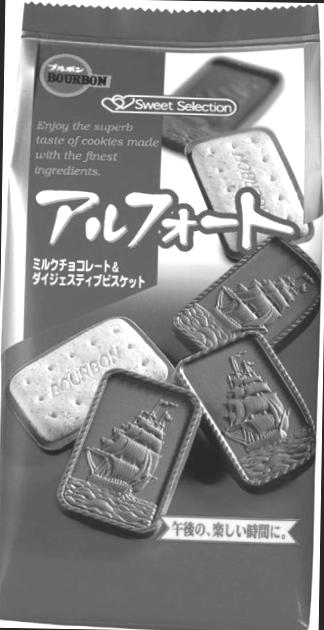 ブルボン
BOURBON
Sweet Selection
Enjoy the superb
taste of cookies made
with the finest
ingredients.
アルフォート
ミルクチョコレート&
ダイジェスティブビスケット
BOURBON
BOURBON
午後の、楽しい時間に。